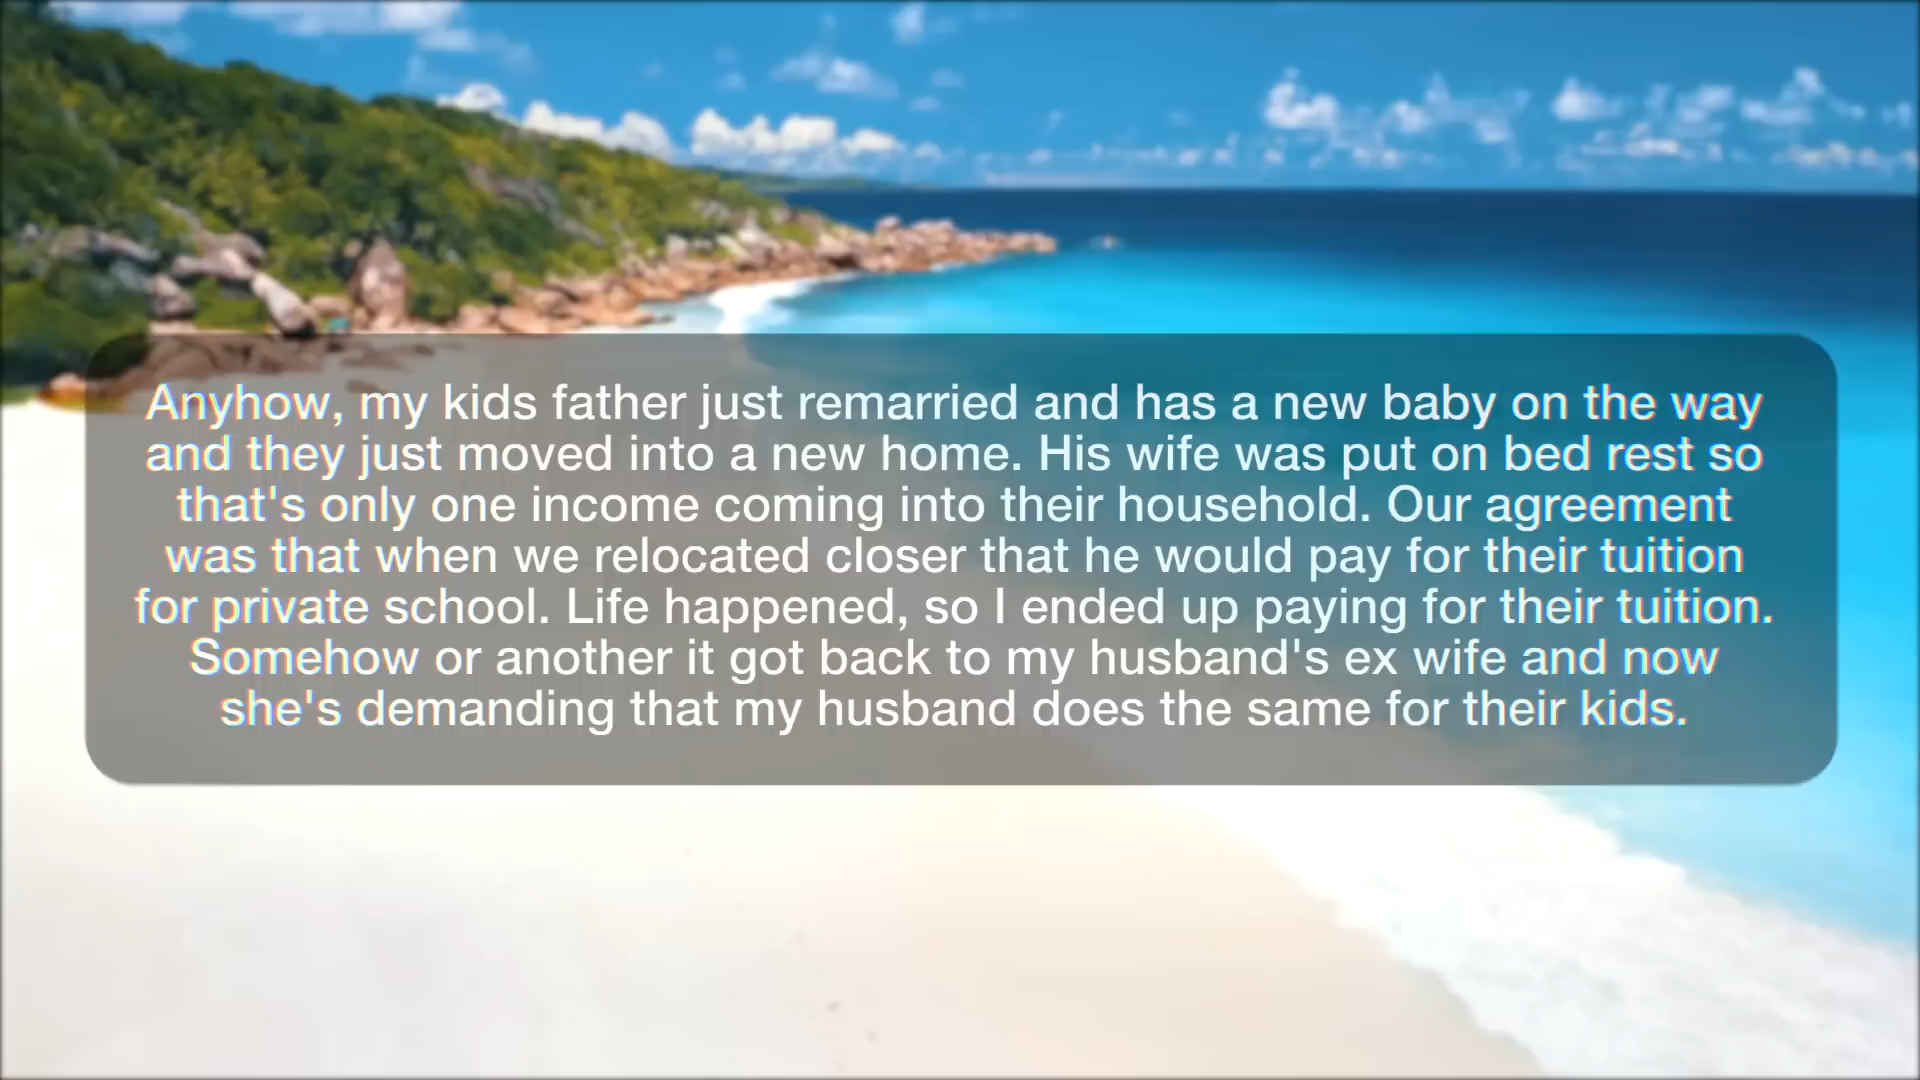 Anyhow, my kids father just remarried and has a new baby on the way
and they just moved into a new home. His wife was put on bed rest so
that's only one income coming into their household. Our agreement
was that when we relocated closer that he would pay for their tuition
for private school. Life happened, so I ended up paying for their tuition.
Somehow or another it got back to my husband's ex wife and now
she's demanding that my husband does the same for their kids.